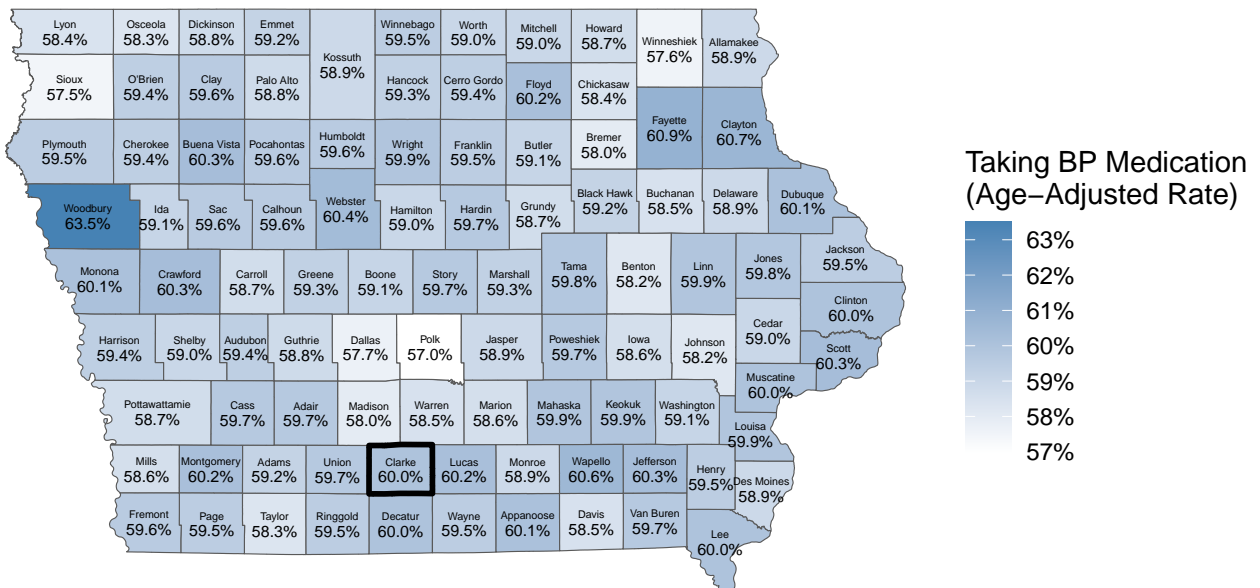 Lyon
58.4%
Osceola
58.3%
Dickinson
58.8%
Emmet
59.2%
Winnebago
59.5%
Worth
59.0%
Mitchell
59.0%
Howard
58.7%
Winneshiek
57.6%
Allamakee
58.9%
Kossuth
58.9%
Sioux
57.5%
O'Brien
59.4%
Clay
59.6%
Palo Alto
58.8%
Hancock
59.3%
Cerro Gordo
59.4%
Floyd
60.2%
Chickasaw
58.4%
Fayette
60.9%
Clayton
60.7%
Plymouth
59.5%
Cherokee
59.4%
Buena Vista
60.3%
Pocahontas
59.6%
Humboldt
59.6%
Wright
59.9%
Franklin
59.5%
Butler
59.1%
Bremer
58.0%
Woodbury
63.5%
Ida
59.1%
Sac
59.6%
Calhoun
59.6%
Webster
60.4%
Hamilton
59.0%
Hardin
59.7%
Grundy
58.7%
Black Hawk
59.2%
Buchanan
58.5%
Delaware
58.9%
Dubuque
60.1%
Monona
60.1%
Crawford
60.3%
Carroll
58.7%
Greene
59.3%
Boone
59.1%
Story
59.7%
Marshall
59.3%
Tama
59.8%
Benton
58.2%
Linn
59.9%
Jones
59.8%
Jackson
59.5%
Clinton
60.0%
Harrison
59.4%
Shelby
59.0%
Audubon
59.4%
Guthrie
58.8%
Dallas
57.7%
Polk
57.0%
Jasper
58.9%
Poweshiek
59.7%
Iowa
58.6%
Johnson
58.2%
Cedar
59.0%
Scott
60.3%
Muscatine
60.0%
Pottawattamie
58.7%
Cass
59.7%
Adair
59.7%
Madison
58.0%
Warren
58.5%
Marion
58.6%
Mahaska
59.9%
Keokuk
59.9%
Washington
59.1%
Louisa
59.9%
Mills
58.6%
Montgomery
60.2%
Adams
59.2%
Union
59.7%
Clarke
60.0%
Lucas
60.2%
Monroe
58.9%
Wapello
60.6%
Jefferson
60.3%
Henry
59.5%
Des Moines
58.9%
Fremont
59.6%
Page
59.5%
Taylor
58.3%
Ringgold
59.5%
Decatur
60.0%
Wayne
59.5%
Appanoose
60.1%
Davis
58.5%
Van Buren
59.7%
Lee
60.0%
Taking BP Medication
(Age−Adjusted Rate)
63%
62%
61%
60%
59%
58%
57%